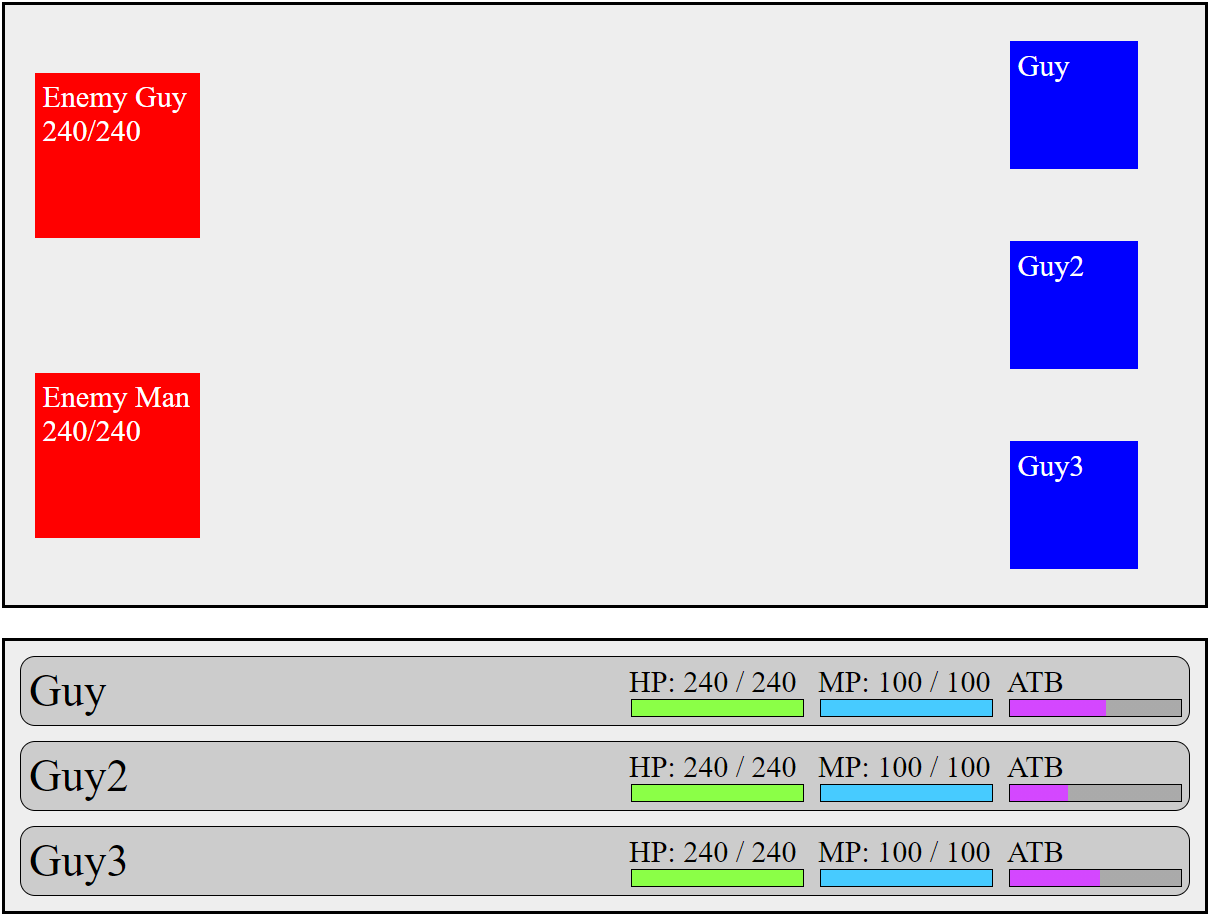 Enemy Guy
240/240
Guy
Guy2
Enemy Man
240/240
Guy3
Guy HP: 240 / 240 MP: 100 / 100 ATB
Guy2 HP: 240 / 240 MP: 100 / 100 ATB
Guy3 HP: 240 / 240 MP: 100 / 100 ATB